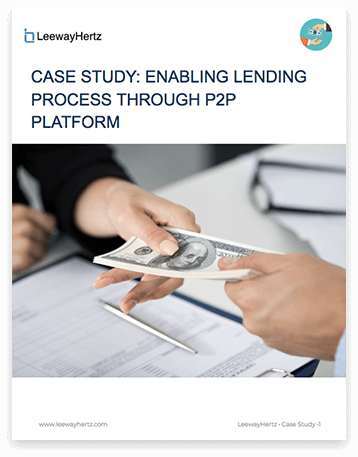 LeewayHertz
CASE STUDY: ENABLING LENDING
PROCESS THROUGH P2P
PLATFORM
www.leewayhertz.com
LeewayHertz - Case Study -1